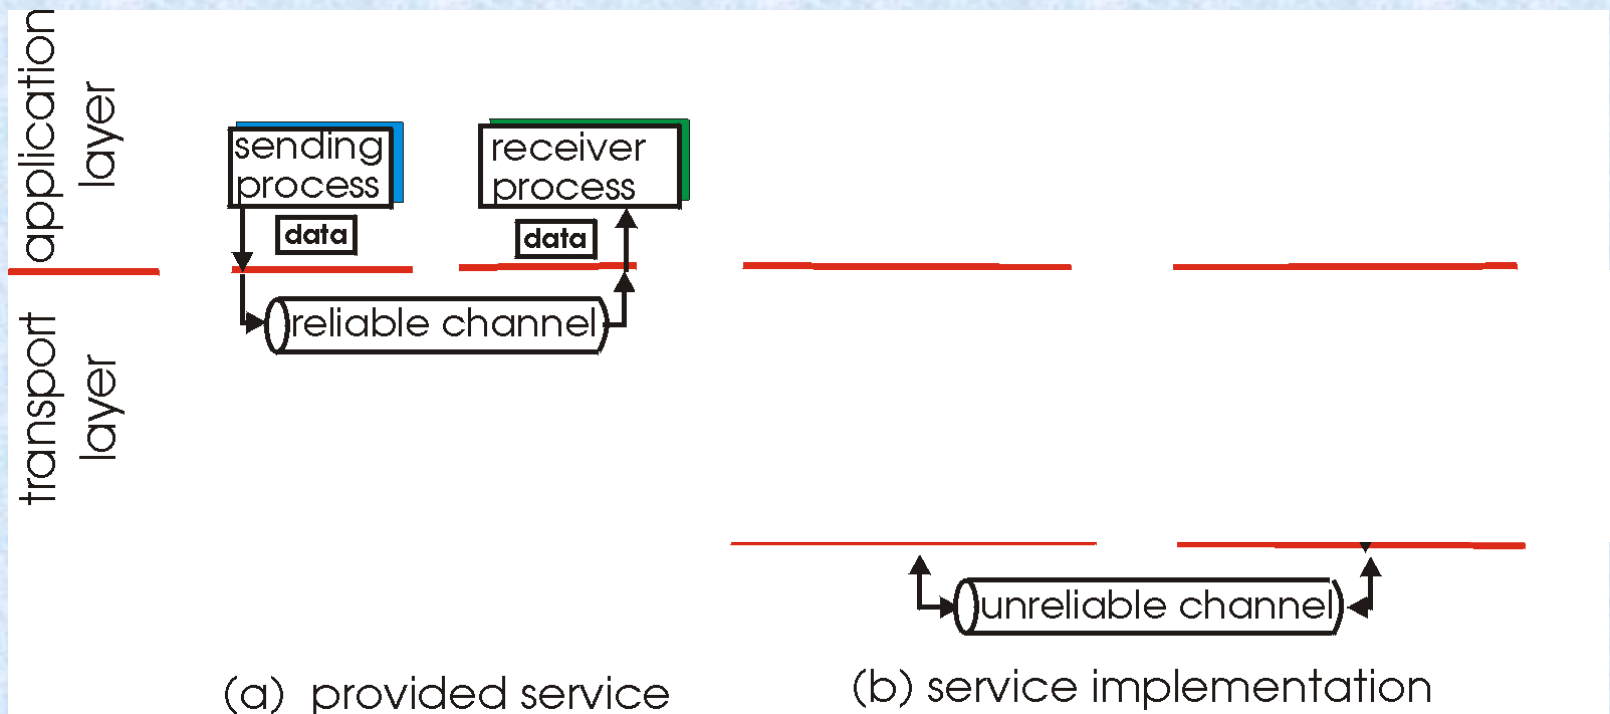 application
layer
transport
layer
sending
process
receiver
process
data
data
reliable channel
unreliable channel
(a) provided service
(b) service implementation